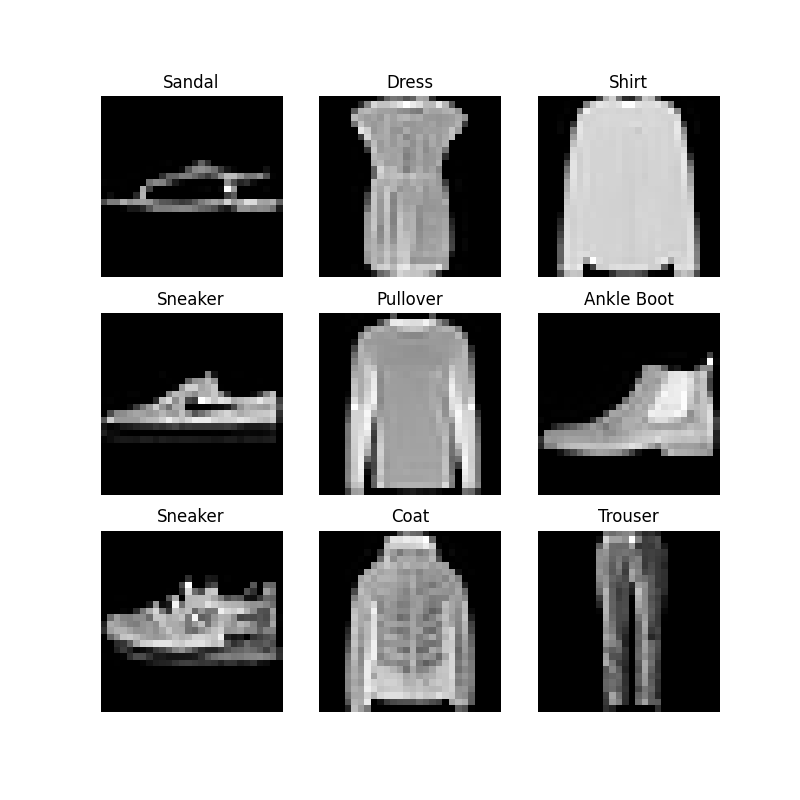 Sandal
Dress
Shirt
Sneaker
Pullover
Ankle Boot
Sneaker
Coat
Trouser